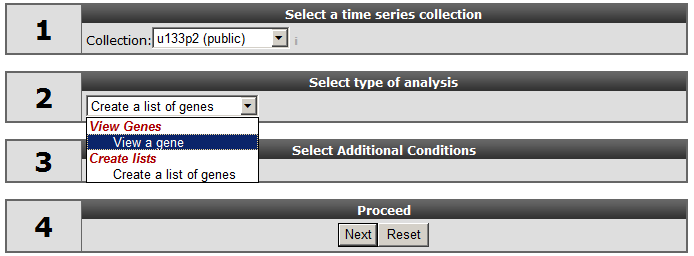 1
Select a time series collection
Collection: u133p2 (public) i
2
Select type of analysis
Create a list of genes
View Genes
View a gene
Create lists
Create a list of genes
3
Select Additional Conditions
4
Proceed
Next Reset